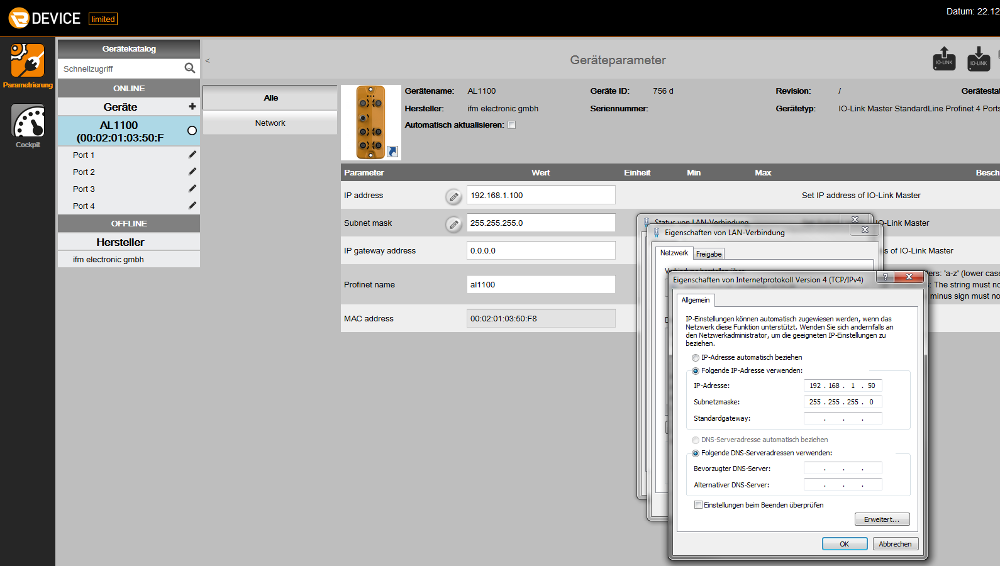 DEVICE limited
Datum: 22.12
Parametrierung
Cockpit
Gerätekatalog
Schnellzugriff
ONLINE
Geräte +
AL1100
(00:02:01:03:50:F
Port 1
Port 2
Port 3
Port 4
OFFLINE
Hersteller
ifm electronic gmbh
<
Geräteparameter
IO-LINK
IO-LINK
Alle
Network
Gerätename: AL1100 Geräte ID: 756 d Revision: / Gerätestat
Hersteller: ifm electronic gmbh Seriennummer: Gerätetyp: IO-Link Master StandardLine Profinet 4 Ports
Automatisch aktualisieren:
Parameter Wert Einheit Min Max Besch
IP address 192.168.1.100 Set IP address of IO-Link Master
Subnet mask 255.255.255.0 IO-Link Master
IP gateway address 0.0.0.0 s of IO-Link Master
Profinet name al1100
ers: 'a-z' (lower case
: The string must no
minus sign must no
MAC address 00:02:01:03:50:F8
Status von LAN-Verbindung
Eigenschaften von LAN-Verbindung
Netzwerk Freigabe
Verbindung herstellen über:
Eigenschaften von Internetprotokoll Version 4 (TCP/IPv4)
Allgemein
IP-Einstellungen können automatisch zugewiesen werden, wenn das
Netzwerk diese Funktion unterstützt. Wenden Sie sich andernfalls an
den Netzwerkadministrator, um die geeigneten IP-Einstellungen zu
beziehen.
IP-Adresse automatisch beziehen
Folgende IP-Adresse verwenden:
IP-Adresse: 192 . 168 . 1 . 50
Subnetzmaske: 255 . 255 . 255 . 0
Standardgateway: . . .
DNS-Serveradresse automatisch beziehen
Folgende DNS-Serveradressen verwenden:
Bevorzugter DNS-Server: . . .
Alternativer DNS-Server: . . .
Einstellungen beim Beenden überprüfen
Erweitert...
OK Abbrechen